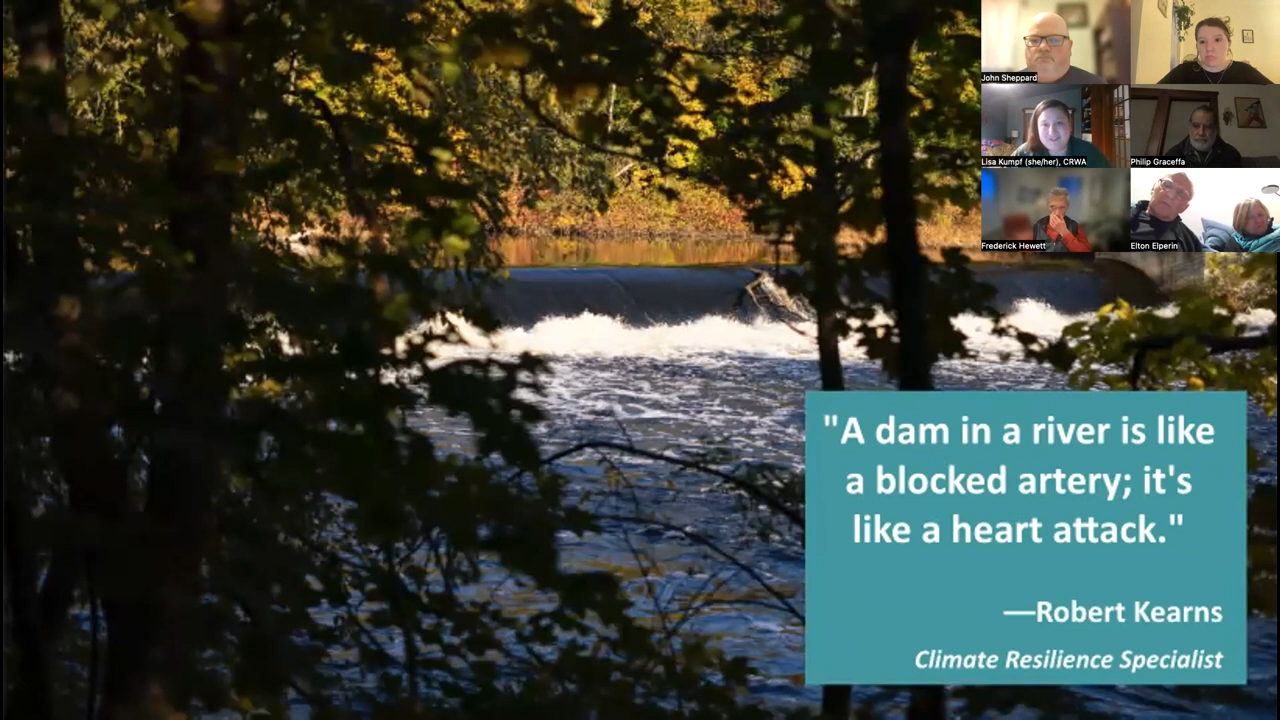 John Sheppard
Lisa Kumpf (she/her), CRWA
Philip Graceffa
Frederick Hewett
Elton Elperin
"A dam in a river is like
a blocked artery; it's
like a heart attack."
—Robert Kearns
Climate Resilience Specialist